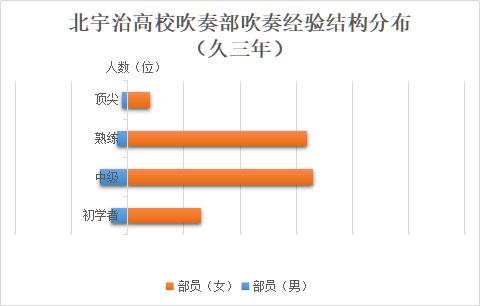 北宇治高校吹奏部吹奏经验结构分布
（久三年）
人数（位）
顶尖
熟练
中级
初学者
部员（女） 部员（男）